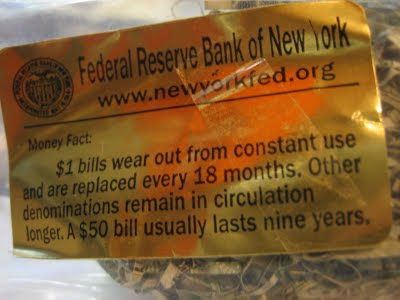 Federal Reserve Bank of New York
www.newyorkfed.org
Money Fact:
$1 bills wear out from constant use
and are replaced every 18 months. Other
denominations remain in circulation
longer. A $50 bill usually lasts nine years.